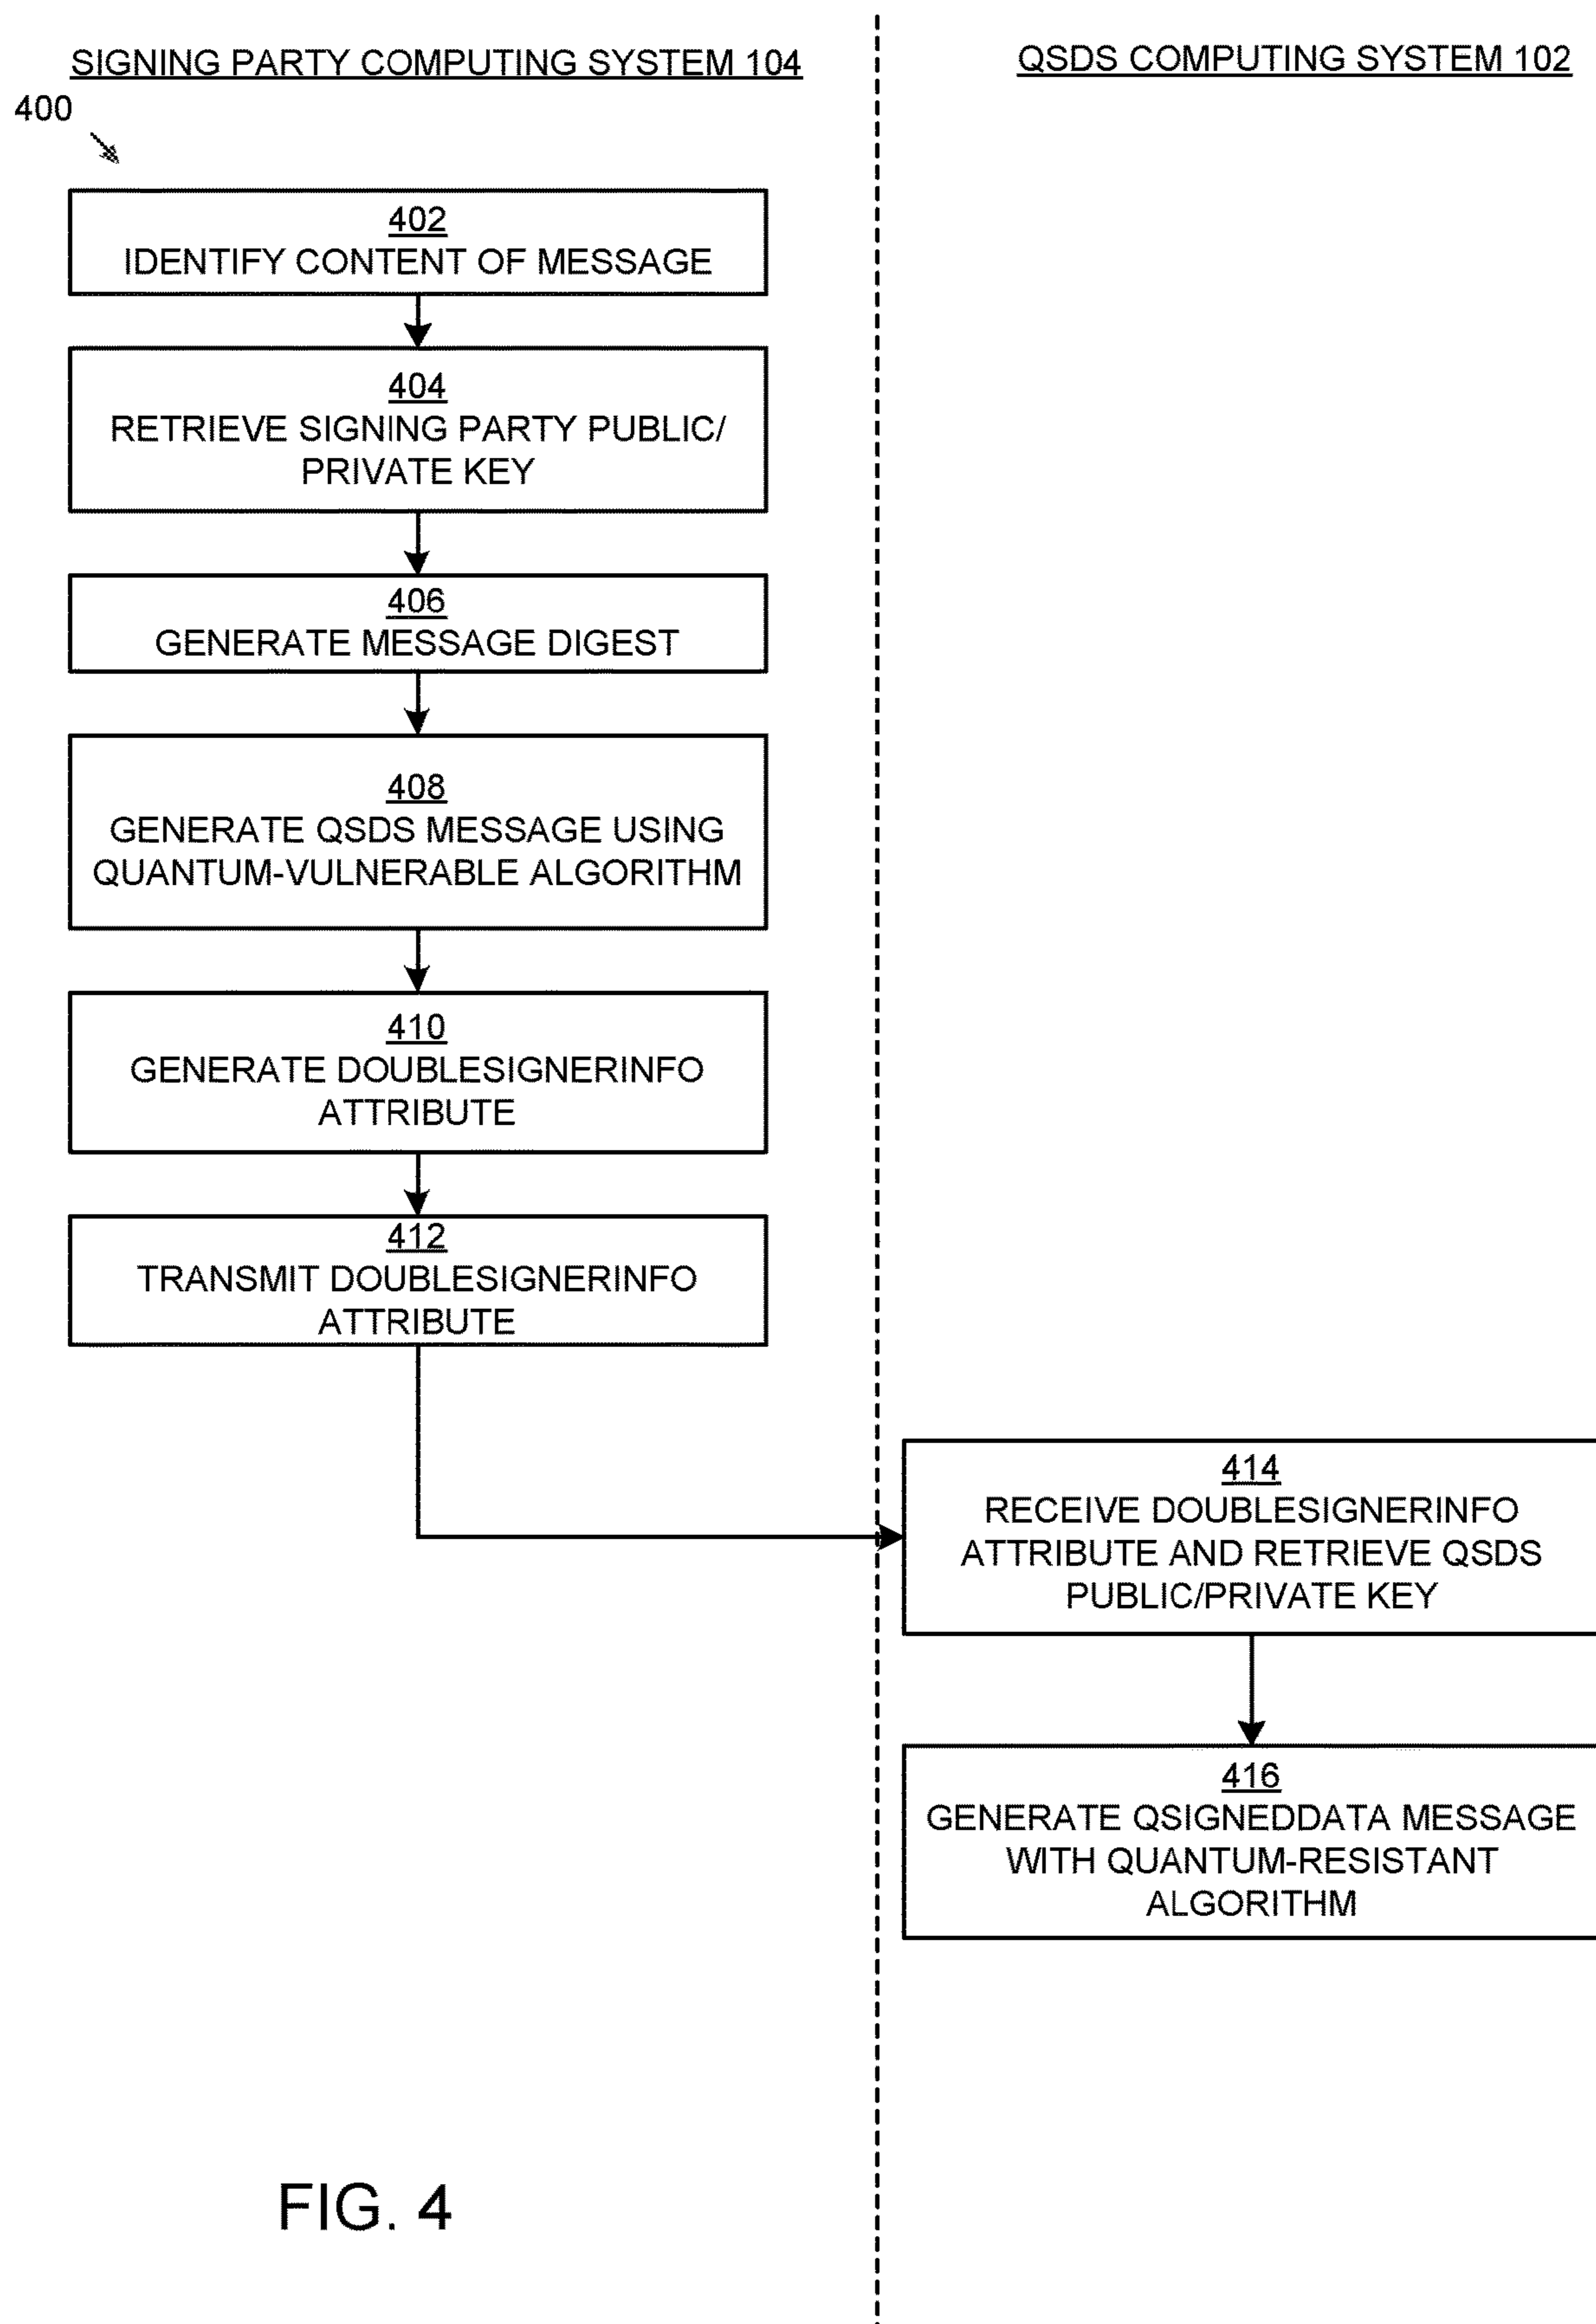 SIGNING PARTY COMPUTING SYSTEM 104
QSDS COMPUTING SYSTEM 102
400
402
IDENTIFY CONTENT OF MESSAGE
404
RETRIEVE SIGNING PARTY PUBLIC/
PRIVATE KEY
406
GENERATE MESSAGE DIGEST
408
GENERATE QSDS MESSAGE USING
QUANTUM-VULNERABLE ALGORITHM
410
GENERATE DOUBLESIGNERINFO
ATTRIBUTE
412
TRANSMIT DOUBLESIGNERINFO
ATTRIBUTE
414
RECEIVE DOUBLESIGNERINFO
ATTRIBUTE AND RETRIEVE QSDS
PUBLIC/PRIVATE KEY
416
GENERATE QSIGNEDDATA MESSAGE
WITH QUANTUM-RESISTANT
ALGORITHM
FIG. 4